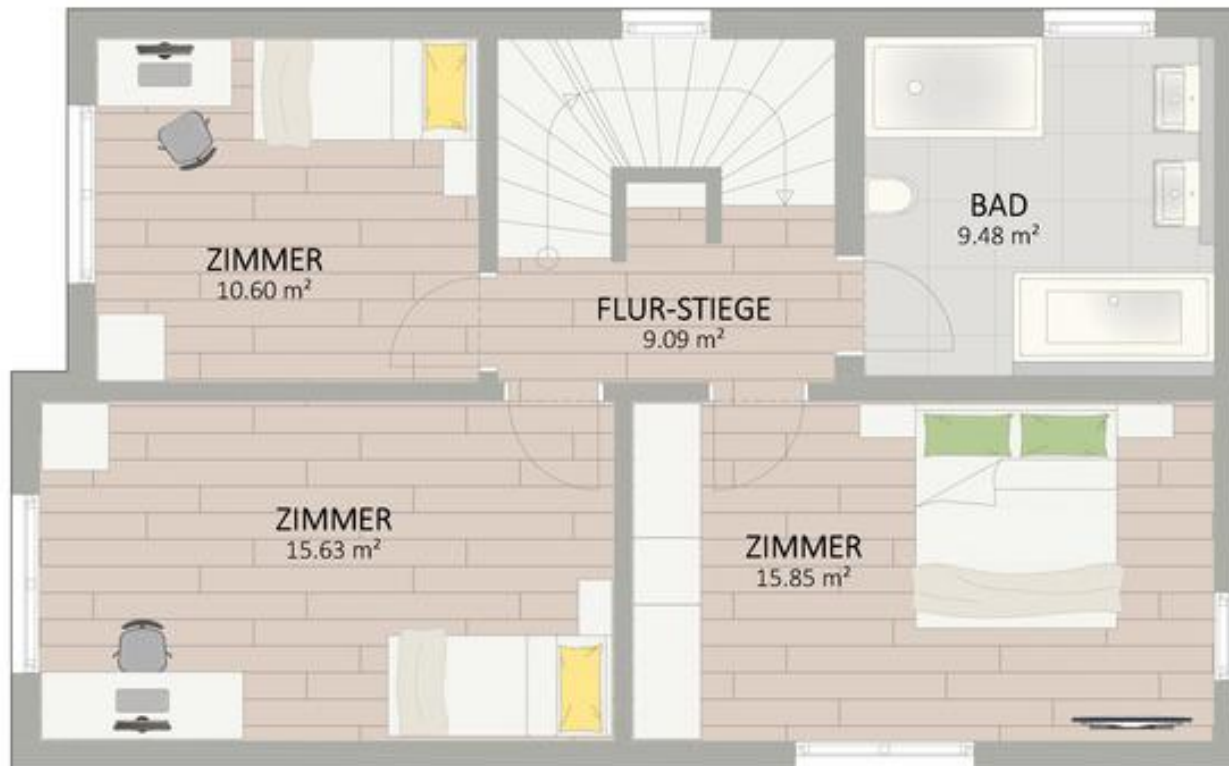 ZIMMER
10.60 m²
FLUR-STIEGE
9.09 m²
BAD
9.48 m²
ZIMMER
15.63 m²
ZIMMER
15.85 m²